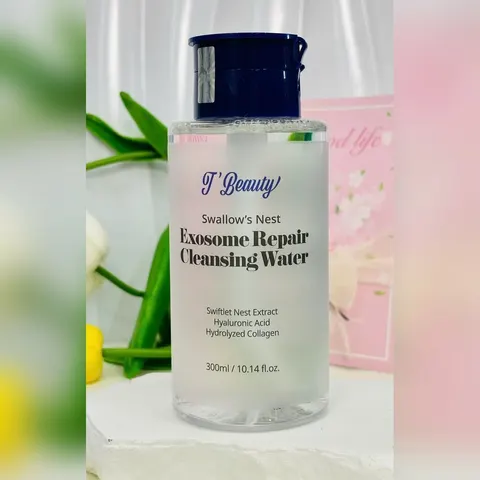 T'Beauty
Swallow's Nest
Exosome Repair
Cleansing Water
Swiftlet Nest Extract
Hyaluronic Acid
Hydrolyzed Collagen
300ml / 10.14 fl.oz.
life